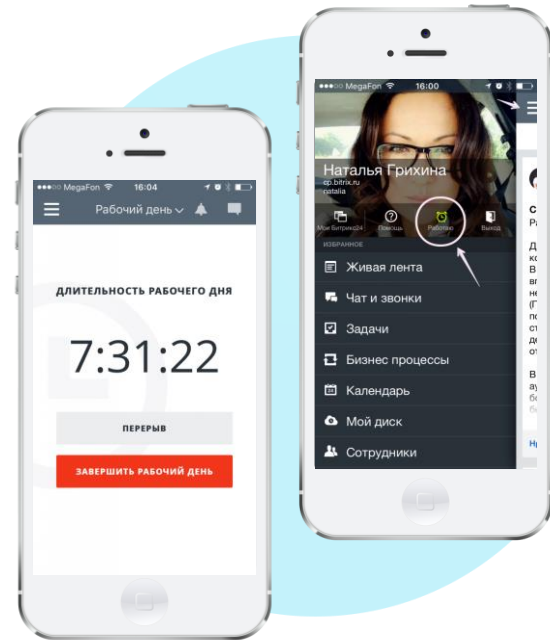 MegaFon 16:04
Рабочий день
ДЛИТЕЛЬНОСТЬ РАБОЧЕГО ДНЯ
7:31:22
ПЕРЕРЫВ
ЗАВЕРШИТЬ РАБОЧИЙ ДЕНЬ
MegaFon 16:00
Наталья Грихина
cp.bitrix.ru
natalia
Мои Битрикс24 Помощь Работаю Выход
ИЗБРАННОЕ
Живая лента
Чат и звонки
Задачи
Бизнес процессы
Календарь
Мой диск
Сотрудники